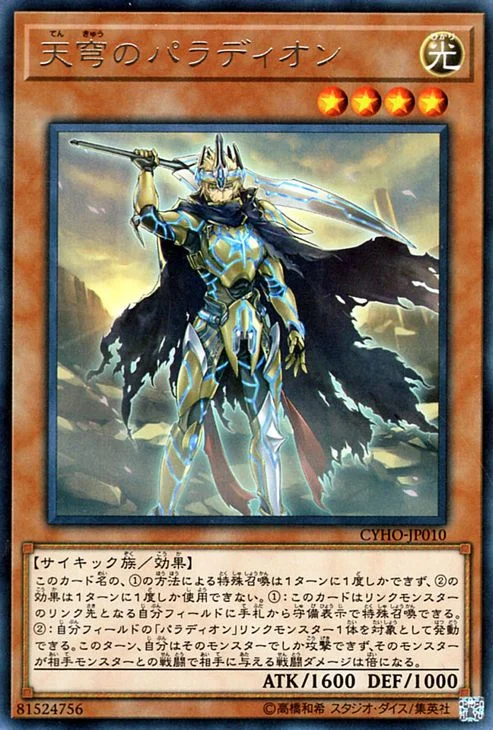 天穹のパラディオン
光
CYHO-JP010
【サイキック族／効果】
このカード名の、①の方法による特殊召喚は1ターンに1度しかできず、②の
効果は1ターンに1度しか使用できない。①：このカードはリンクモンスター
のリンク先となる自分フィールドに手札から守備表示で特殊召喚できる。
②：自分フィールドの「パラディオン」リンクモンスター1体を対象として発動
できる。このターン、自分はそのモンスターでしか攻撃できず、そのモンスター
が相手モンスターとの戦闘で相手に与える戦闘ダメージは倍になる。
ATK/1600 DEF/1000
81524756
©高橋和希 スタジオ・ダイス/集英社